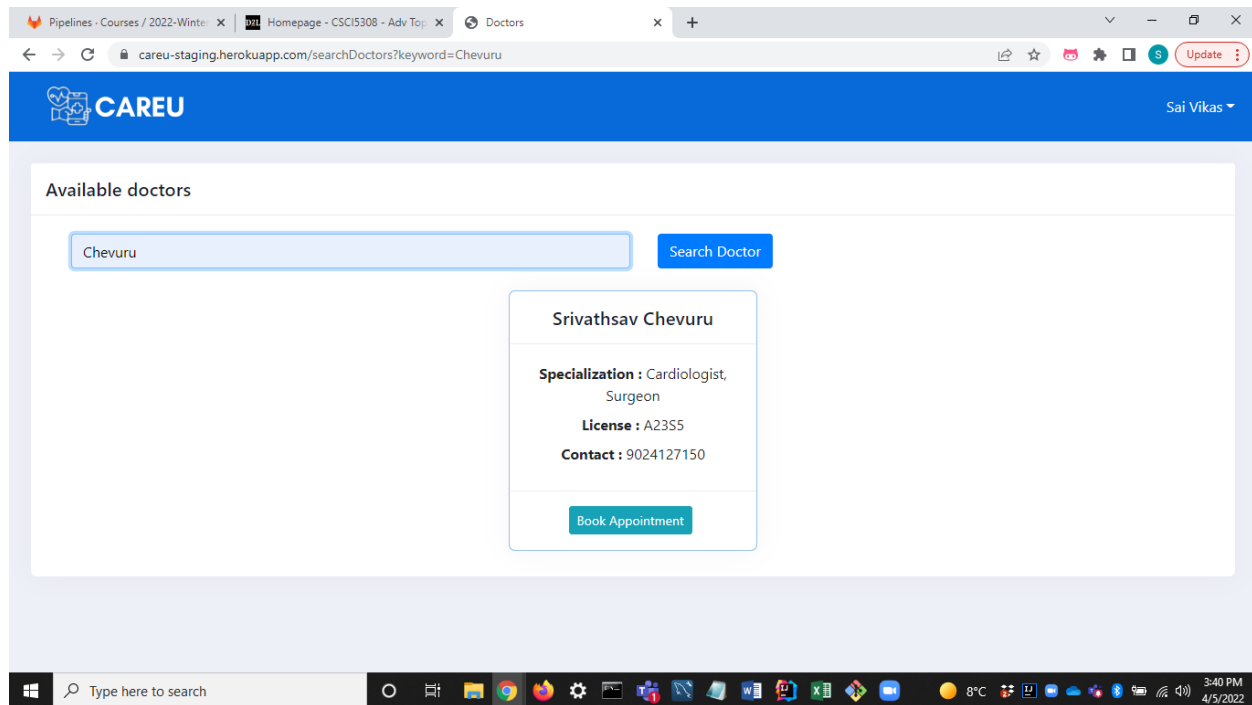 Pipelines · Courses / 2022-Winter
D2L Homepage - CSCI5308 - Adv Top
Doctors
careu-staging.herokuapp.com/searchDoctors?keyword=Chevuru
S
Update
CAREU
Sai Vikas
Available doctors
Chevuru
Search Doctor
Srivathsav Chevuru
Specialization : Cardiologist,
Surgeon
License : A23S5
Contact : 9024127150
Book Appointment
Type here to search
1
8°C
3:40 PM
4/5/2022